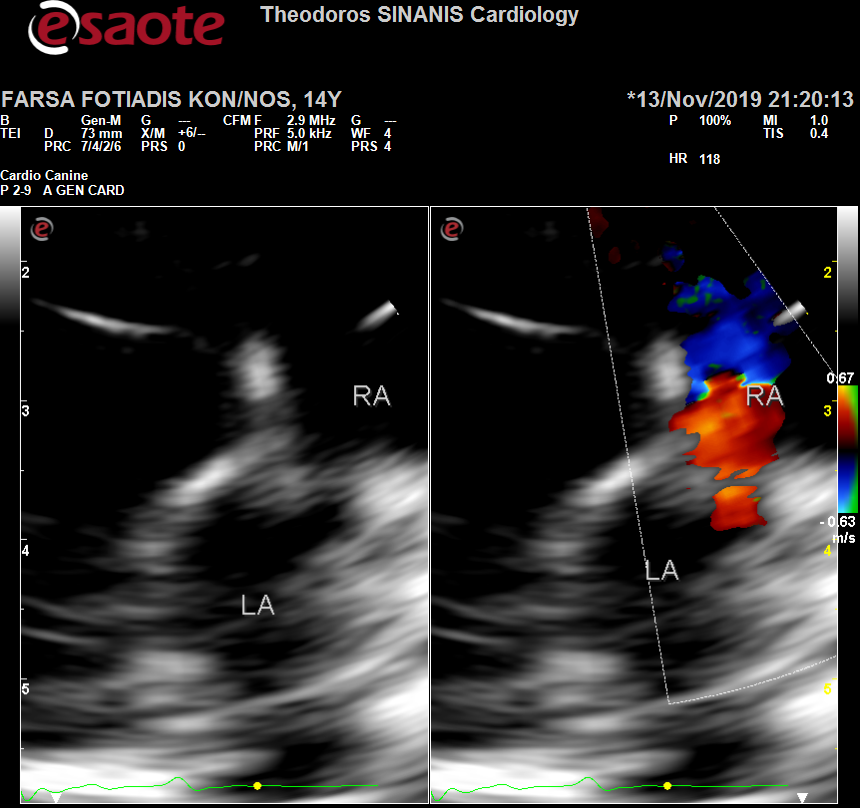 esaote
Theodoros SINANIS Cardiology
FARSA FOTIADIS KON/NOS, 14Y
*13/Nov/2019 21:20:13
B Gen-M G --- CFM F 2.9 MHz G --- P 100% MI 1.0
TEI D 73 mm X/M +6/-- PRF 5.0 kHz WF 4 TIS 0.4
PRC 7/4/2/6 PRS 0 PRC M/1 PRS 4
HR 118
Cardio Canine
P 2-9 A GEN CARD
e
e
2
2
0.67
RA
RA
3
3
- 0.63
m/s
4
4
LA
LA
5
5